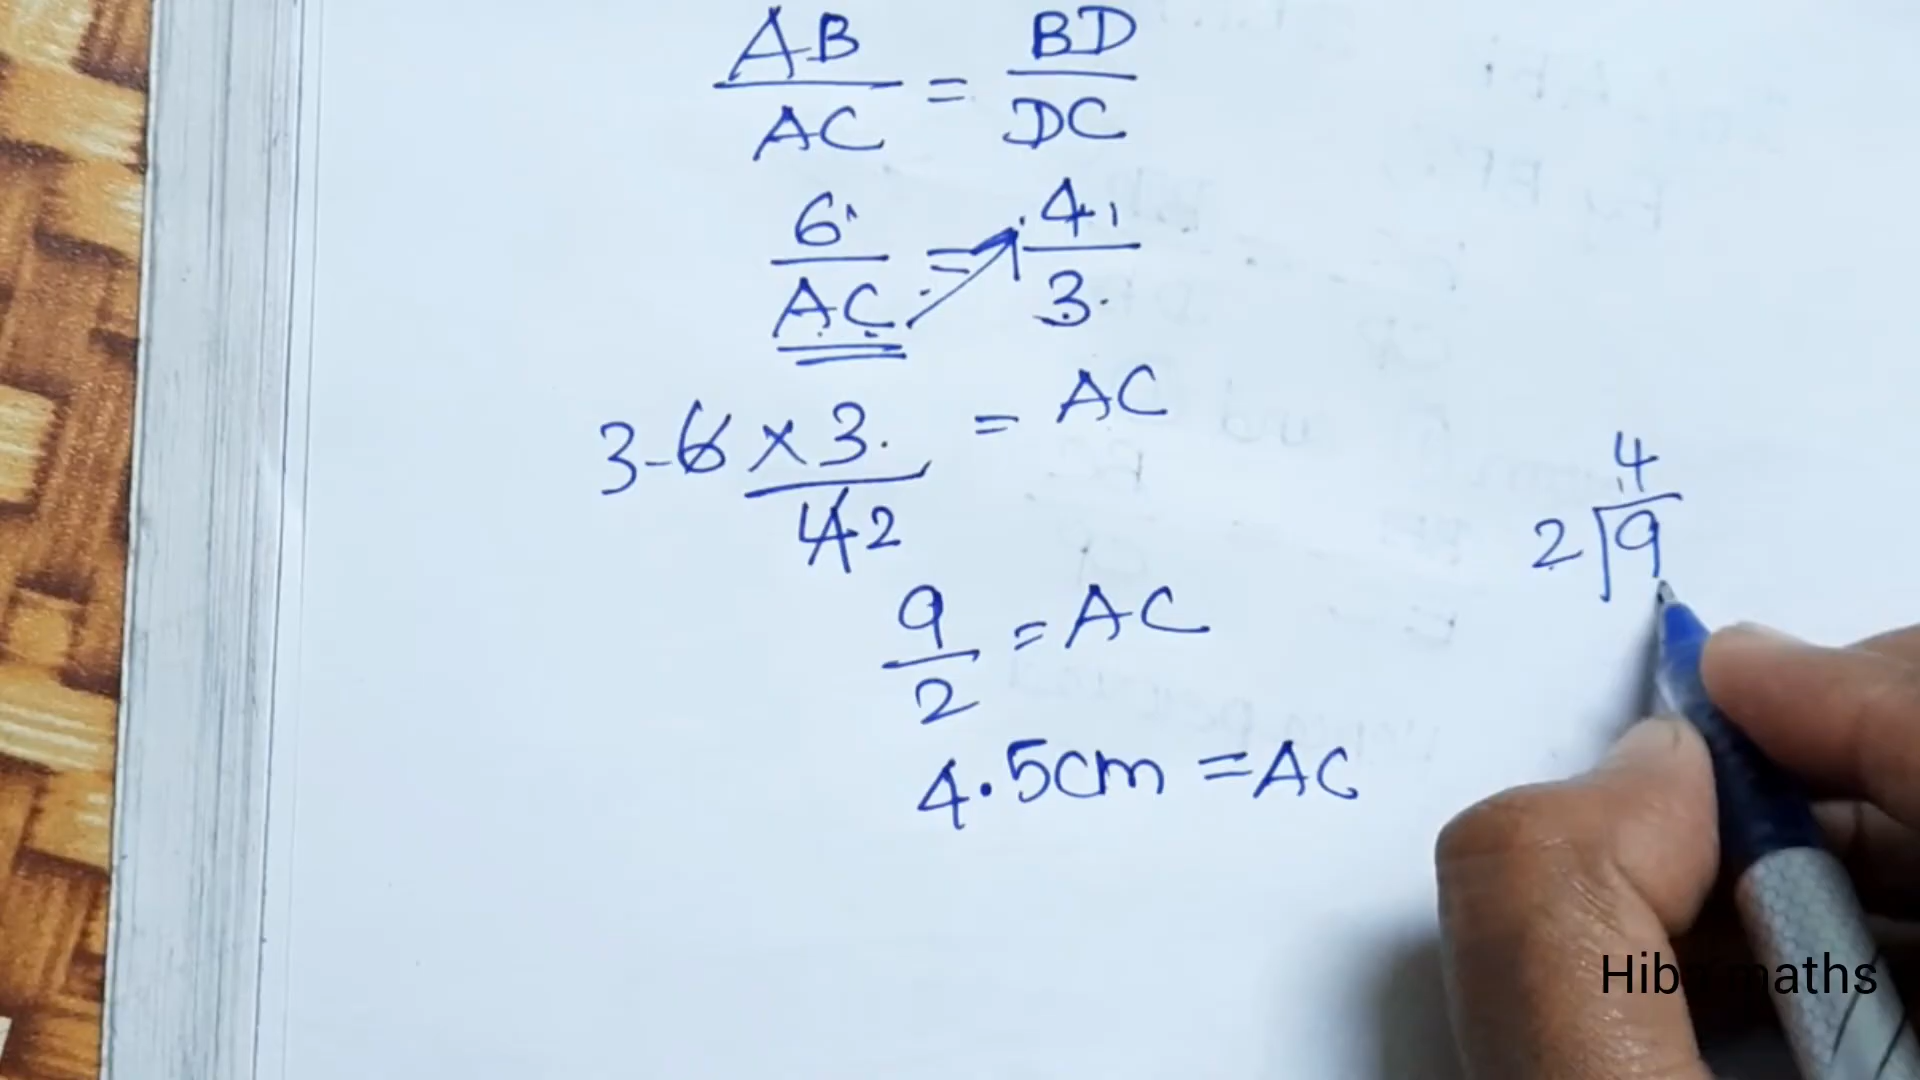 AB/AC = BD/DC
6/AC = 4/3
3-6 × 3/4 2 = AC
9/2 = AC
4.5cm = AC
4
2 9
Hiba maths